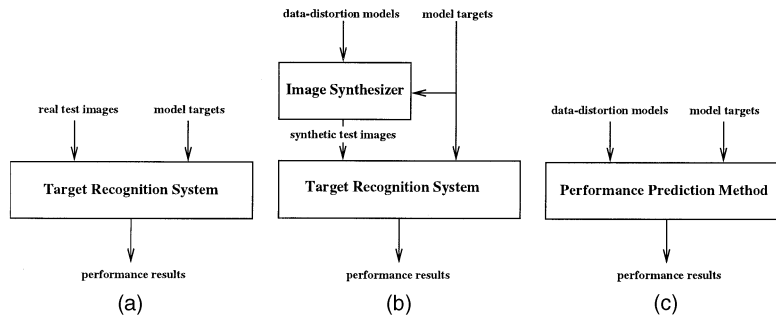 data-distortion models
model targets
Image Synthesizer
real test images
model targets
synthetic test images
data-distortion models
model targets
Target Recognition System
Target Recognition System
Performance Prediction Method
performance results
performance results
performance results
(a)
(b)
(c)